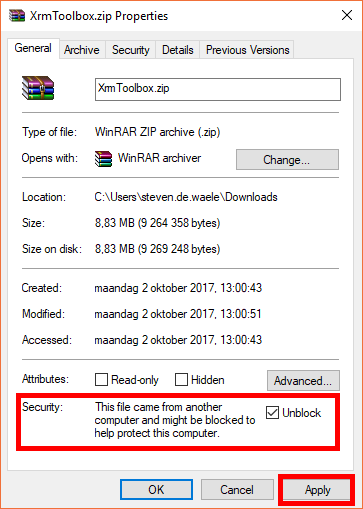 XrmToolbox.zip Properties
General Archive Security Details Previous Versions
XrmToolbox.zip
Type of file: WinRAR ZIP archive (.zip)
Opens with: WinRAR archiver Change...
Location: C:\Users\steven.de.waele\Downloads
Size: 8,83 MB (9 264 358 bytes)
Size on disk: 8,83 MB (9 269 248 bytes)
Created: maandag 2 oktober 2017, 13:00:43
Modified: maandag 2 oktober 2017, 13:00:51
Accessed: maandag 2 oktober 2017, 13:00:43
Attributes: Read-only Hidden Advanced...
Security: This file came from another
computer and might be blocked to
help protect this computer.
Unblock
OK Cancel Apply